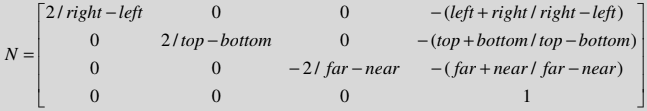 2/right−left 0 0 −(left+right/right−left)
0 2/top−bottom 0 −(top+bottom/top−bottom)
N= 0 0 −2/far−near −(far+near/far−near)
0 0 0 1